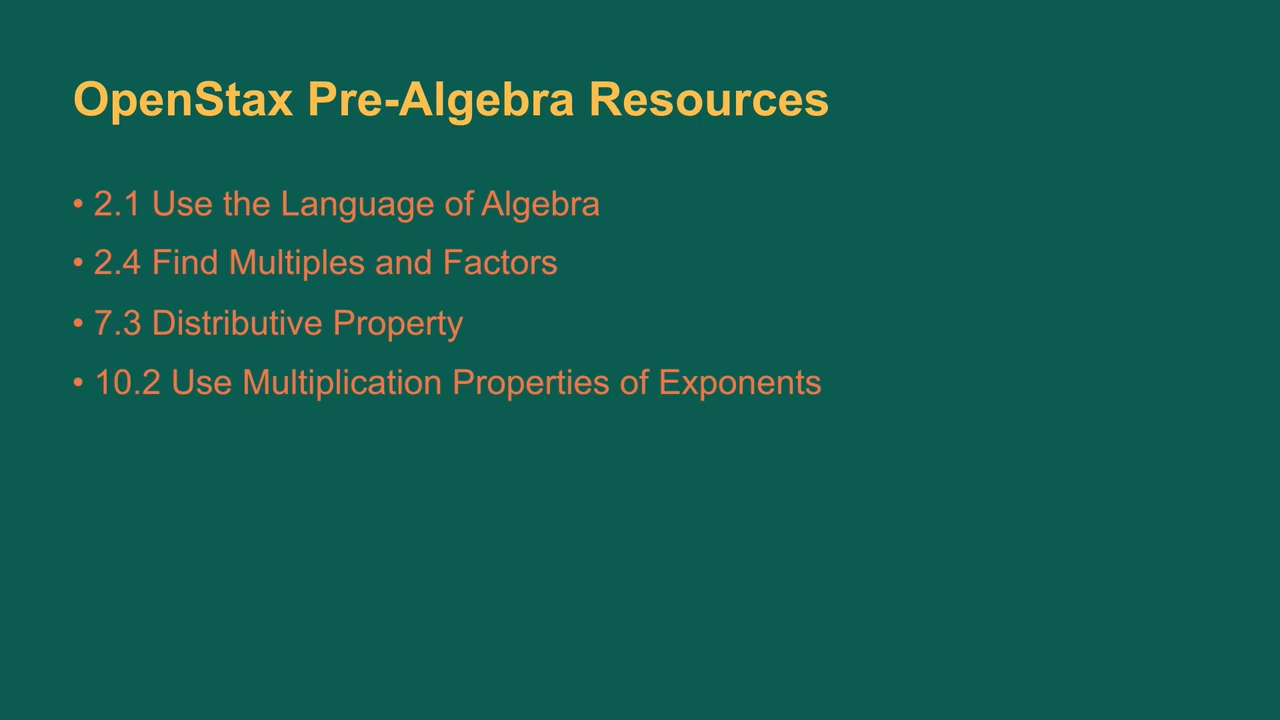 OpenStax Pre-Algebra Resources
• 2.1 Use the Language of Algebra
• 2.4 Find Multiples and Factors
• 7.3 Distributive Property
• 10.2 Use Multiplication Properties of Exponents